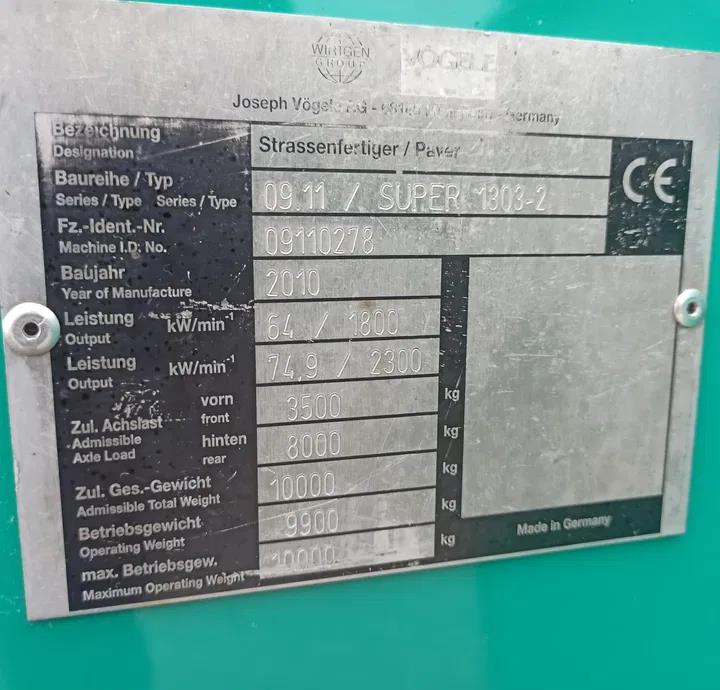 WIRTGEN
GROUP
VÖGELE
Joseph Vögele AG - Germany
Bezeichnung
Designation
Strassenfertiger / Paver
CE
Baureihe / Typ
Series / Type Series / Type
09.11 / SUPER 1303-2
Fz.-Ident.-Nr.
Machine I.D. No.
09110278
Baujahr
Year of Manufacture
2010
Leistung
Output
kW/min-1
64 / 1800
Leistung
Output
kW/min-1
74,9 / 2300
Zul. Achslast
Admissible
Axle Load
vorn
front
3500 kg
hinten
rear
8000 kg
Zul. Ges.-Gewicht
Admissible Total Weight
10000 kg
Betriebsgewicht
Operating Weight
9900 kg
max. Betriebsgew.
Maximum Operating Weight
10000 kg
Made in Germany